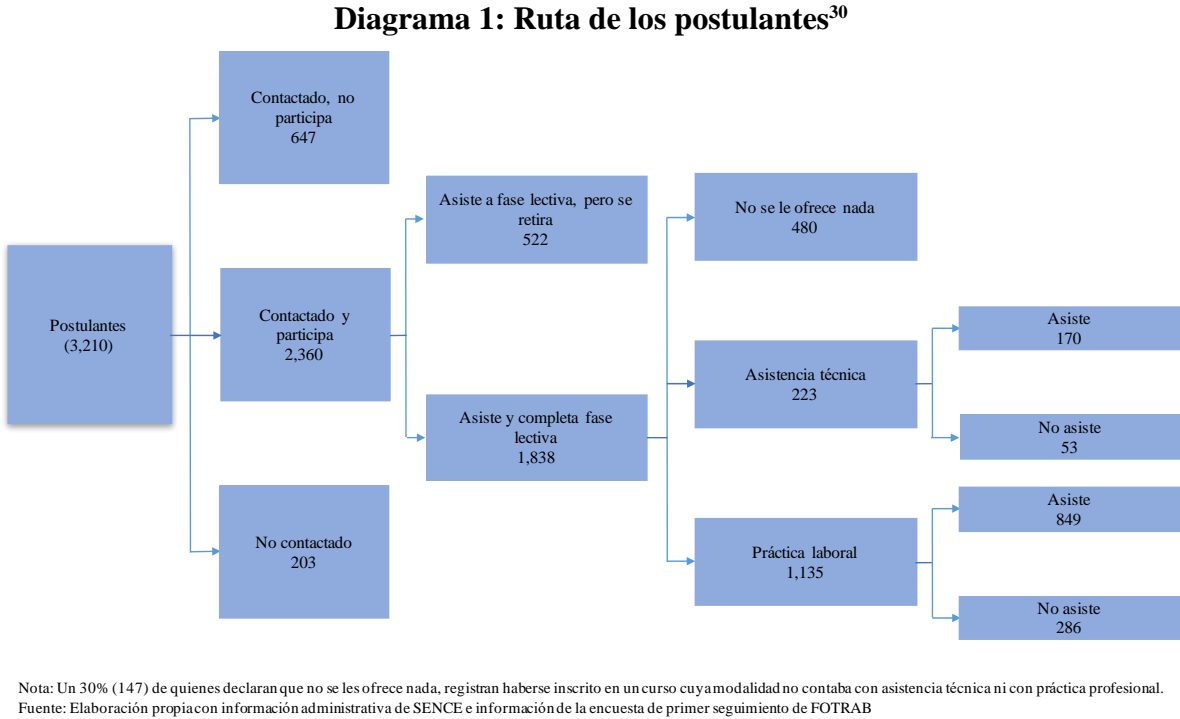 Diagrama 1: Ruta de los postulantes30
Contactado, no
participa
647
Asiste a fase lectiva, pero se
retira
522
No se le ofrece nada
480
Postulantes
(3,210)
Contactado y
participa
2,360
Asiste
170
Asistencia técnica
223
Asiste y completa fase
lectiva
1,838
No asiste
53
Asiste
849
No contactado
203
Práctica laboral
1,135
No asiste
286
Nota: Un 30% (147) de quienes declaran que no se les ofrece nada, registran haberse inscrito en un curso cuya modalidad no contaba con asistencia técnica ni con práctica profesional.
Fuente: Elaboración propia con información administrativa de SENCE e información de la encuesta de primer seguimiento de FOTRAB